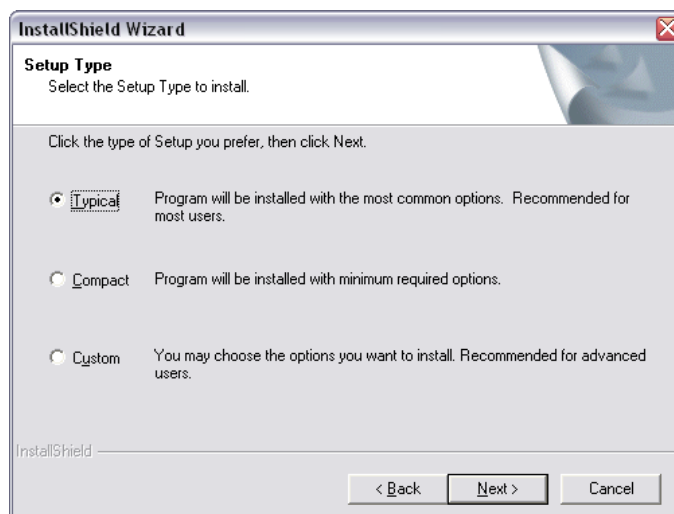 InstallShield Wizard
Setup Type
Select the Setup Type to install.
Click the type of Setup you prefer, then click Next.
Typical
Program will be installed with the most common options.  Recommended for
most users.
Compact
Program will be installed with minimum required options.
Custom
You may choose the options you want to install. Recommended for advanced
users.
InstallShield
< Back
Next >
Cancel